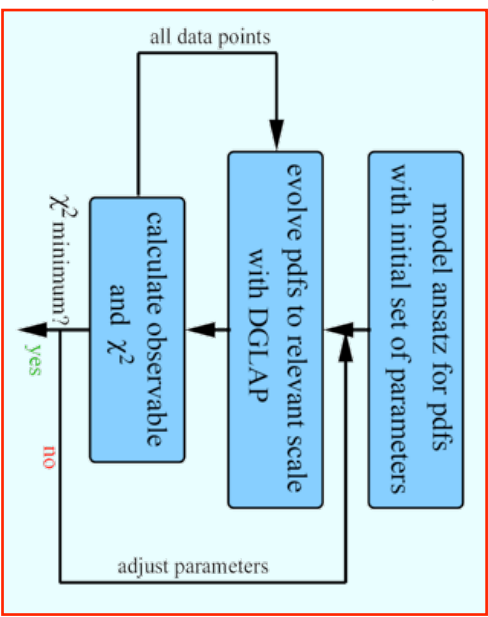 model ansatz for pdfs
with initial set of parameters
evolve pdfs to relevant scale
with DGLAP
all data points
calculate observable
and χ²
χ² minimum?
yes
no
adjust parameters